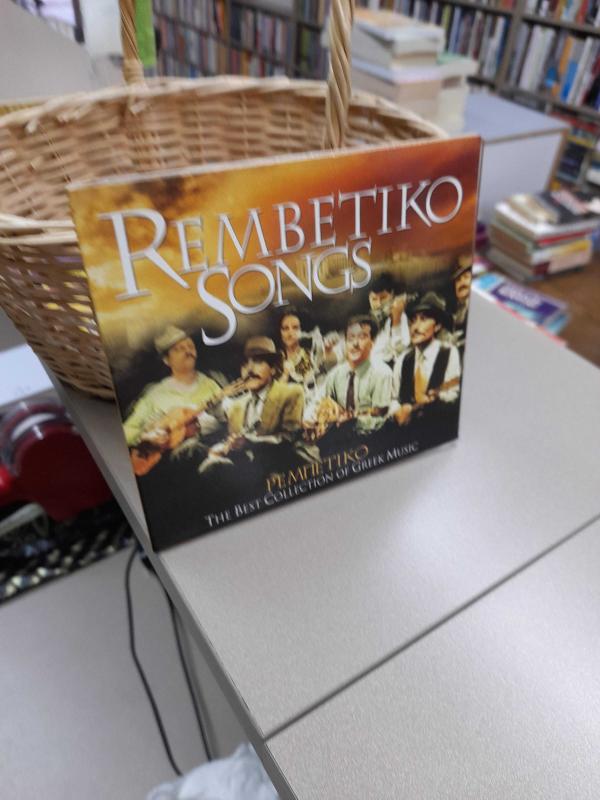 REMBETIKO
SONGS
ΡΕΜΠΕΤΙΚΟ
THE BEST COLLECTION OF GREEK MUSIC